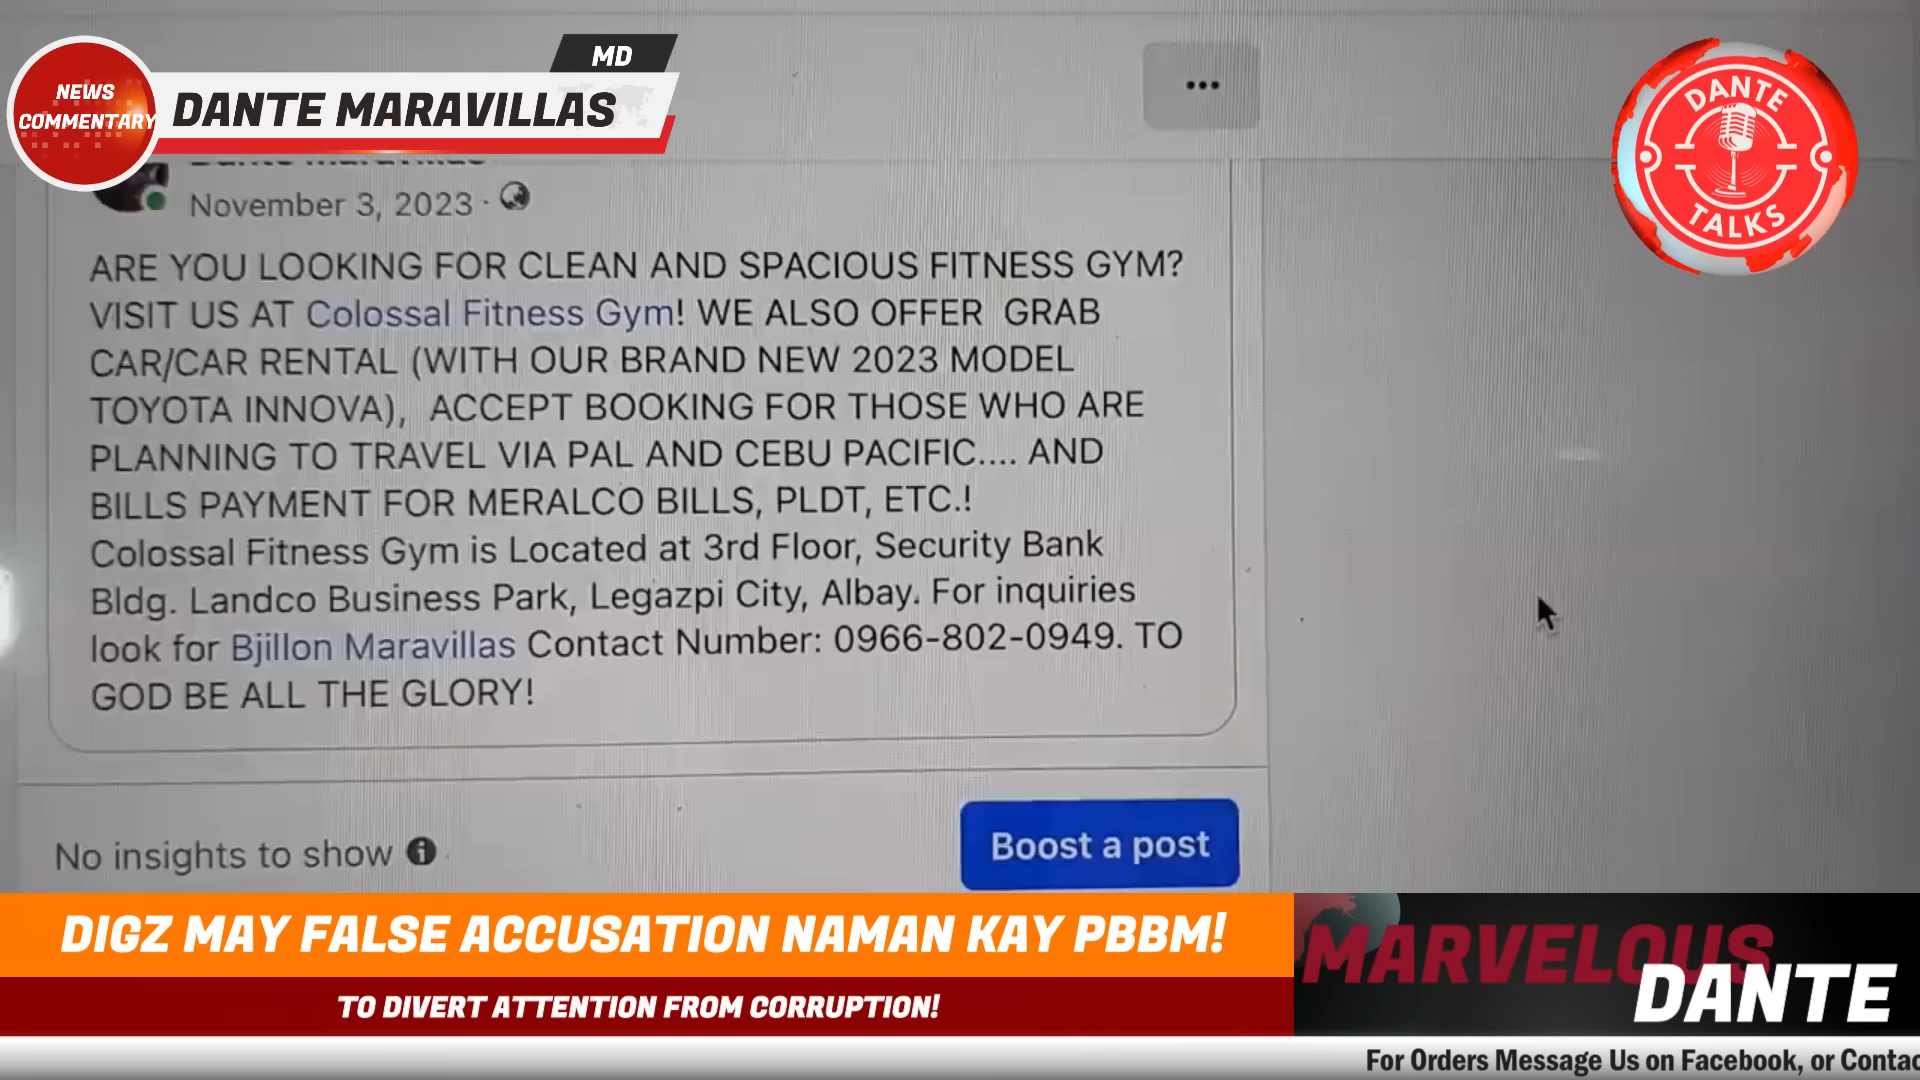 MD
NEWS
COMMENTARY
DANTE MARAVILLAS
DANTE
TALKS
Dante Maravillas
November 3, 2023 ·
ARE YOU LOOKING FOR CLEAN AND SPACIOUS FITNESS GYM?
VISIT US AT Colossal Fitness Gym! WE ALSO OFFER GRAB
CAR/CAR RENTAL (WITH OUR BRAND NEW 2023 MODEL
TOYOTA INNOVA), ACCEPT BOOKING FOR THOSE WHO ARE
PLANNING TO TRAVEL VIA PAL AND CEBU PACIFIC.... AND
BILLS PAYMENT FOR MERALCO BILLS, PLDT, ETC.!
Colossal Fitness Gym is Located at 3rd Floor, Security Bank
Bldg. Landco Business Park, Legazpi City, Albay. For inquiries
look for Bjillon Maravillas Contact Number: 0966-802-0949. TO
GOD BE ALL THE GLORY!
No insights to show
Boost a post
DIGZ MAY FALSE ACCUSATION NAMAN KAY PBBM!
TO DIVERT ATTENTION FROM CORRUPTION!
MARVELOUS
DANTE
For Orders Message Us on Facebook, or Contac